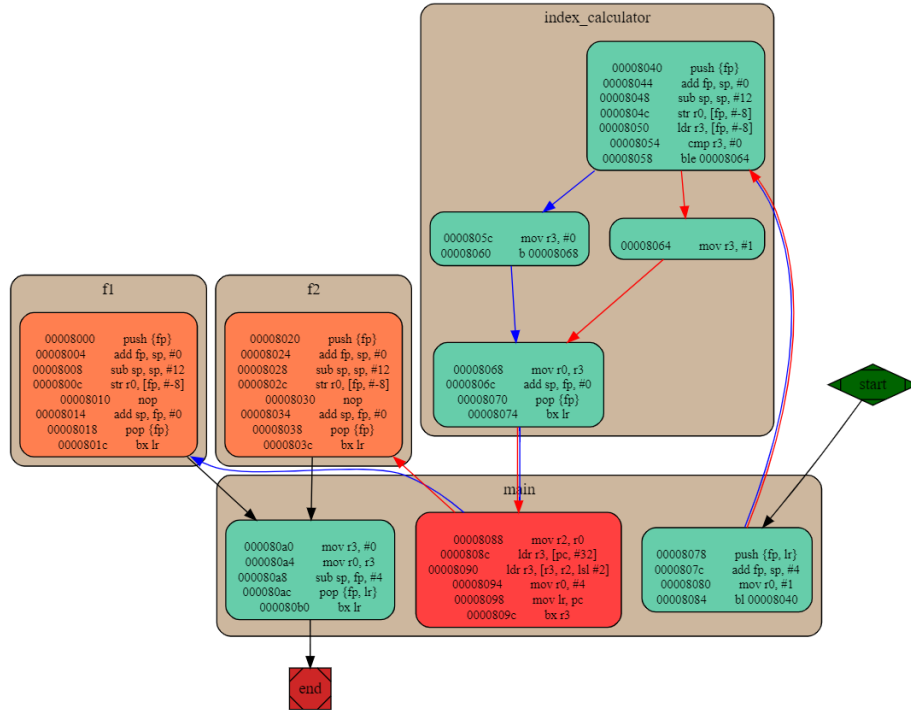 index_calculator
00008040 push {fp}
00008044 add fp, sp, #0
00008048 sub sp, sp, #12
0000804c str r0, [fp, #-8]
00008050 ldr r3, [fp, #-8]
00008054 cmp r3, #0
00008058 ble 00008064
0000805c mov r3, #0
00008060 b 00008068
00008064 mov r3, #1
00008068 mov r0, r3
0000806c add sp, fp, #0
00008070 pop {fp}
00008074 bx lr
f1
00008000 push {fp}
00008004 add fp, sp, #0
00008008 sub sp, sp, #12
0000800c str r0, [fp, #-8]
00008010 nop
00008014 add sp, fp, #0
00008018 pop {fp}
0000801c bx lr
f2
00008020 push {fp}
00008024 add fp, sp, #0
00008028 sub sp, sp, #12
0000802c str r0, [fp, #-8]
00008030 nop
00008034 add sp, fp, #0
00008038 pop {fp}
0000803c bx lr
start
main
000080a0 mov r3, #0
000080a4 mov r0, r3
000080a8 sub sp, fp, #4
000080ac pop {fp, lr}
000080b0 bx lr
00008088 mov r2, r0
0000808c ldr r3, [pc, #32]
00008090 ldr r3, [r3, r2, lsl #2]
00008094 mov r0, #4
00008098 mov lr, pc
0000809c bx r3
00008078 push {fp, lr}
0000807c add fp, sp, #4
00008080 mov r0, #1
00008084 bl 00008040
end